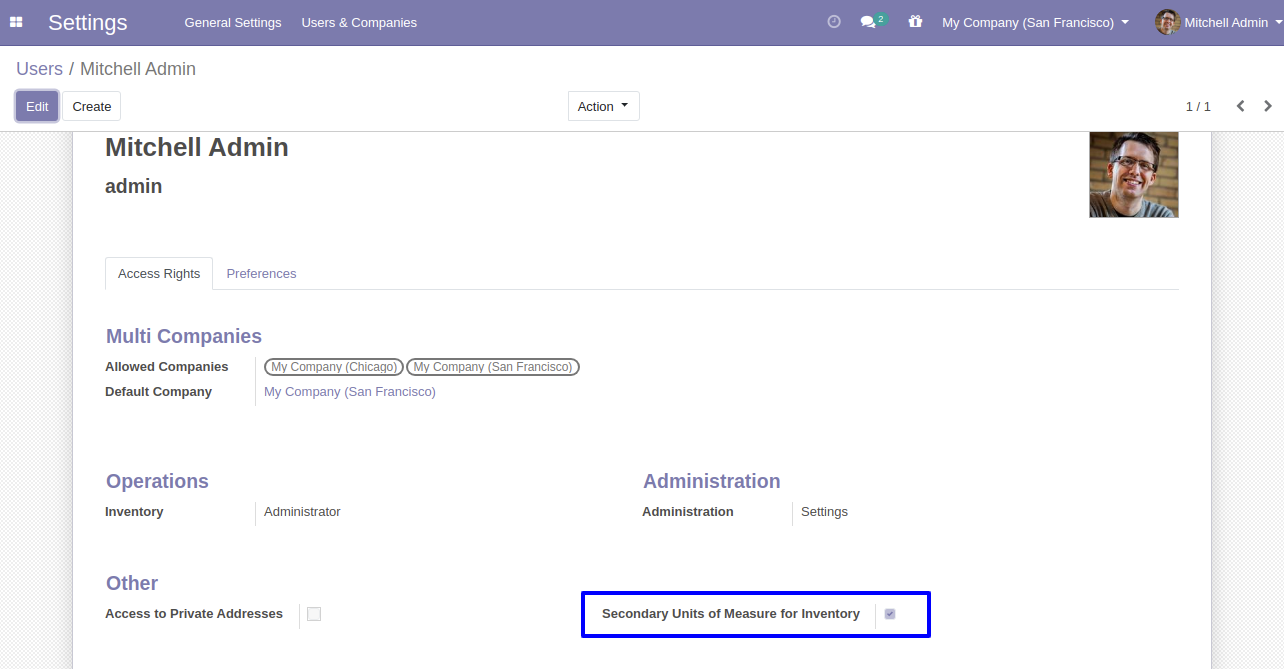 Settings General Settings Users & Companies 2 My Company (San Francisco) Mitchell Admin
Users / Mitchell Admin
Edit Create Action 1 / 1
Mitchell Admin
admin
Access Rights Preferences
Multi Companies
Allowed Companies My Company (Chicago) My Company (San Francisco)
Default Company My Company (San Francisco)
Operations Administration
Inventory Administrator Administration Settings
Other
Access to Private Addresses Secondary Units of Measure for Inventory